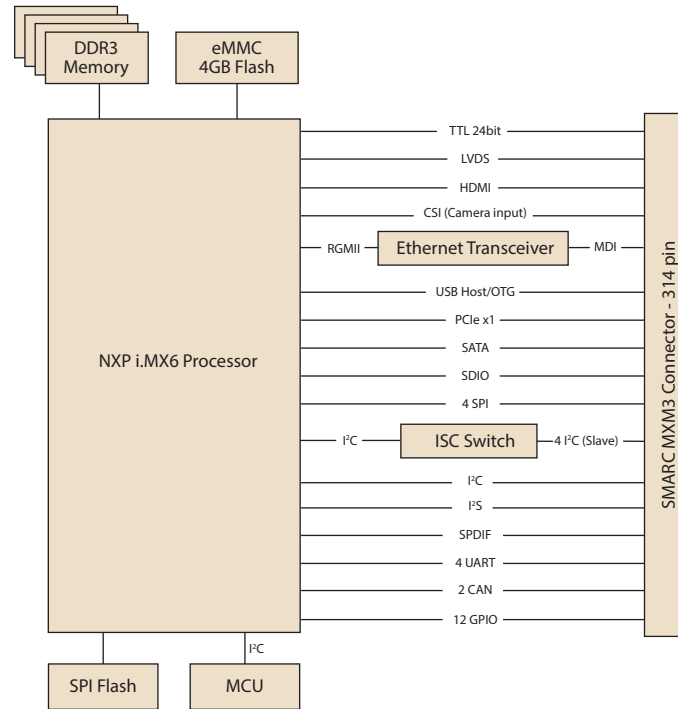 DDR3
Memory
eMMC
4GB Flash
TTL 24bit
LVDS
HDMI
CSI (Camera input)
RGMII
Ethernet Transceiver
MDI
USB Host/OTG
PCIe x1
NXP i.MX6 Processor
SATA
SDIO
4 SPI
I²C
ISC Switch
4 I²C (Slave)
I²C
I²S
SPDIF
4 UART
2 CAN
12 GPIO
SMARC MXM3 Connector - 314 pin
I²C
SPI Flash
MCU